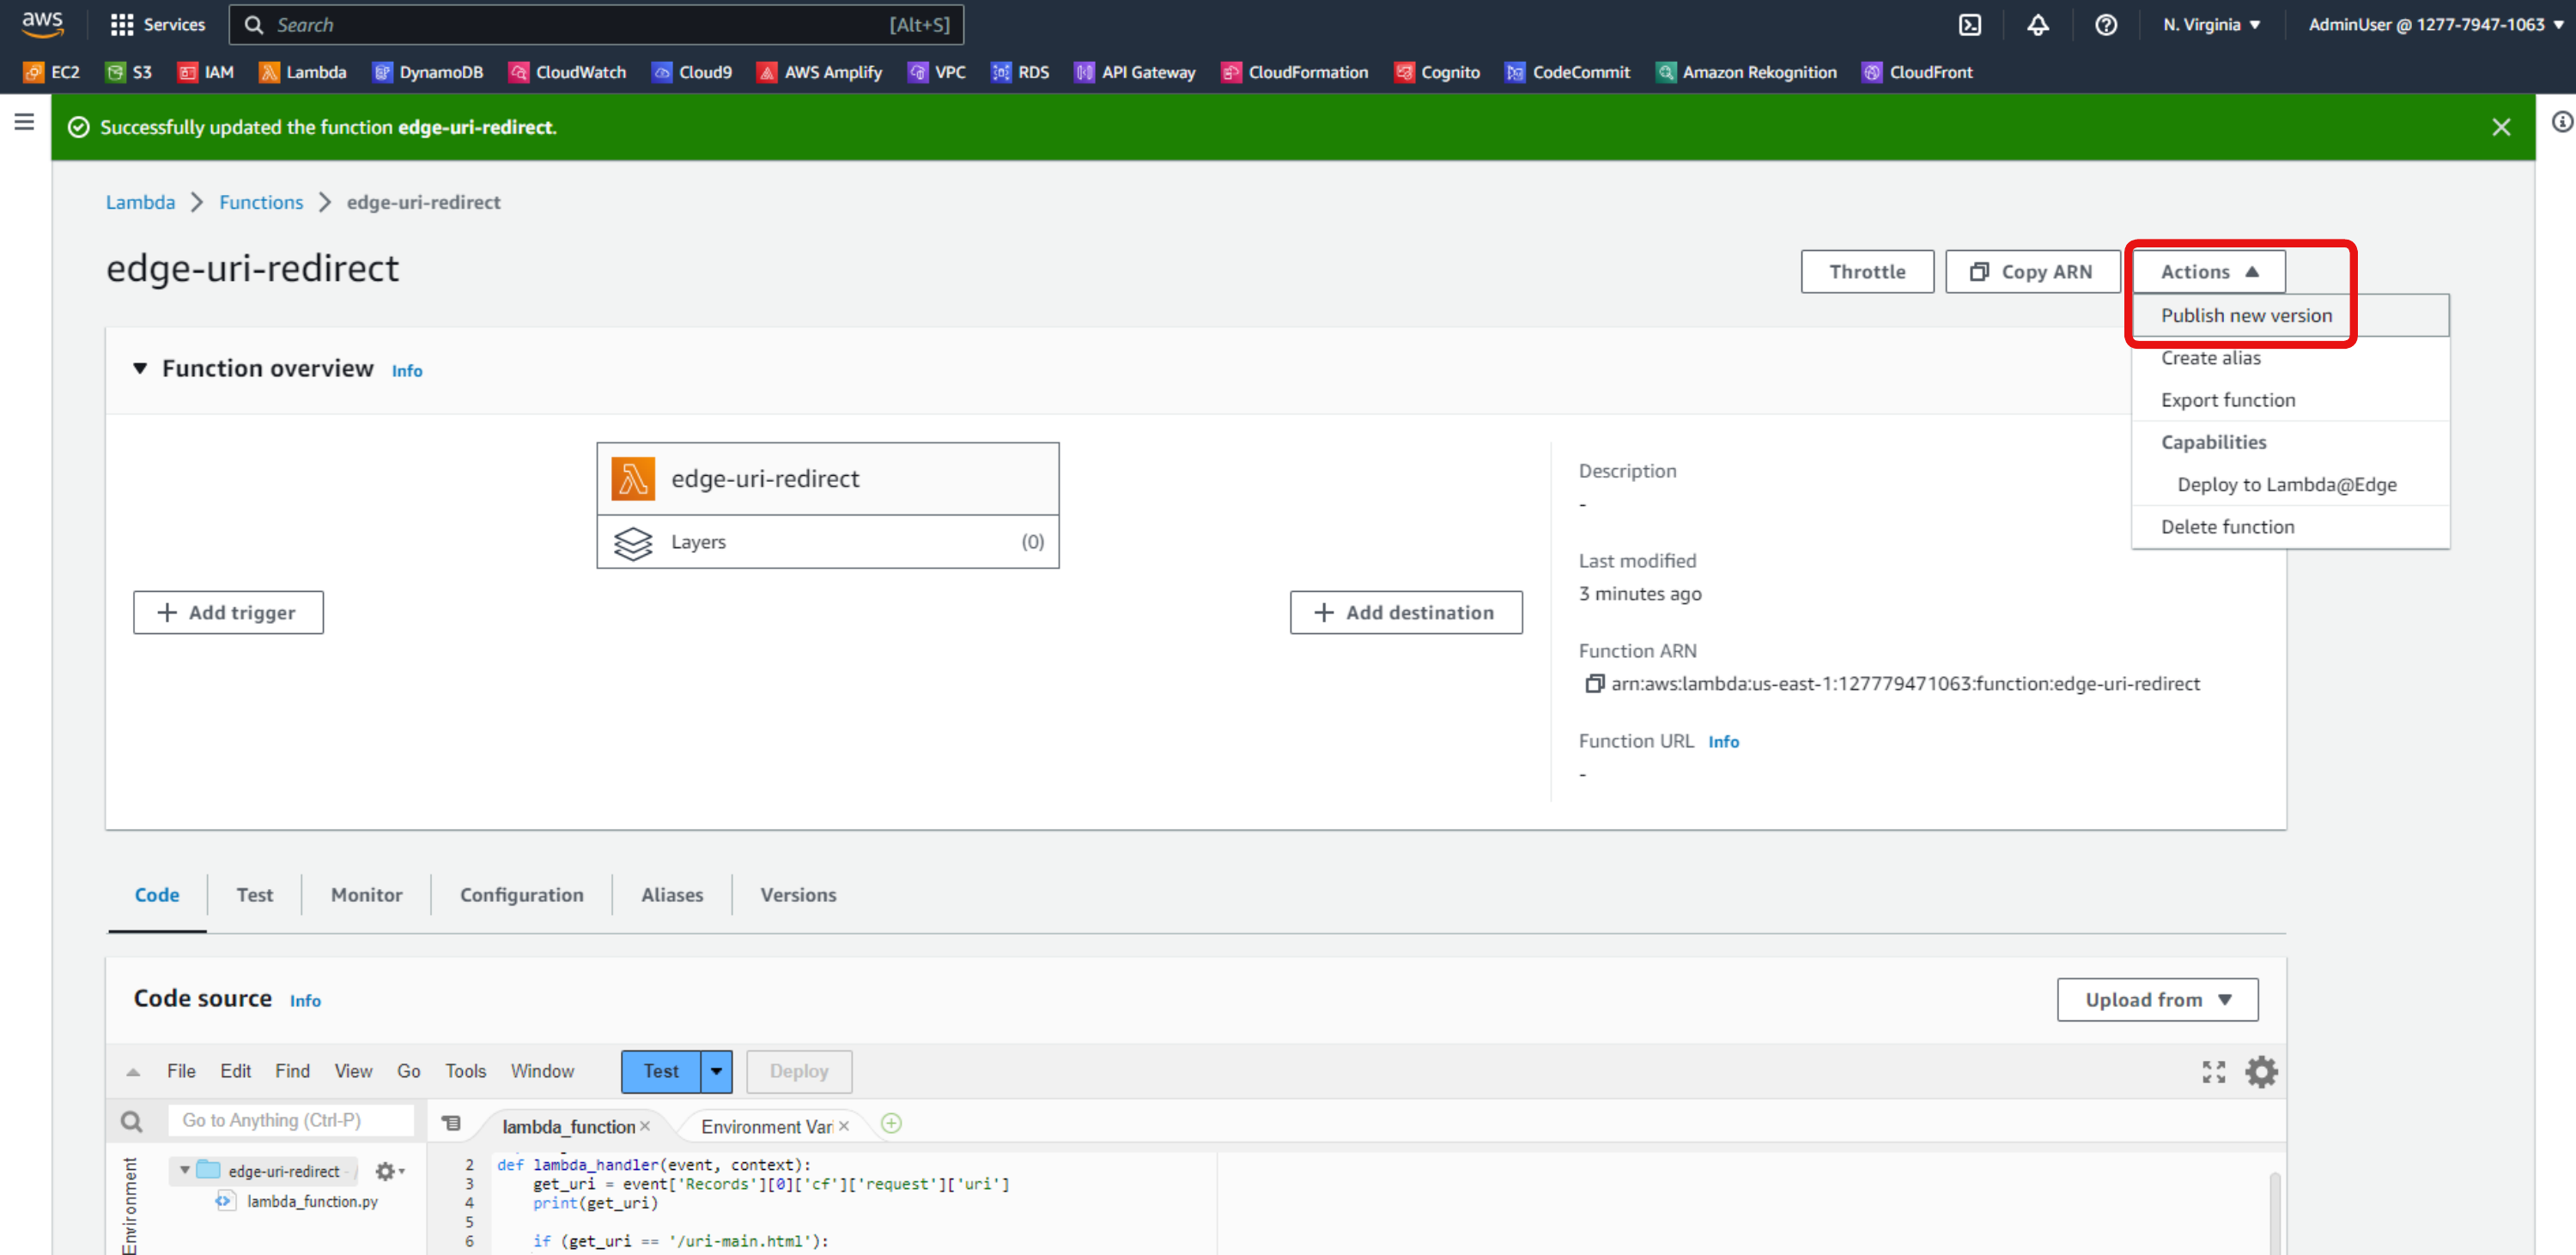 aws Services Search [Alt+S] N. Virginia ▼ AdminUser @ 1277-7947-1063 ▼
EC2 S3 IAM Lambda DynamoDB CloudWatch Cloud9 AWS Amplify VPC RDS API Gateway CloudFormation Cognito CodeCommit Amazon Rekognition CloudFront
Successfully updated the function edge-uri-redirect.
Lambda > Functions > edge-uri-redirect
edge-uri-redirect
Throttle Copy ARN Actions ▲
Publish new version
Create alias
Export function
Capabilities
Deploy to Lambda@Edge
Delete function
▼ Function overview Info
edge-uri-redirect
Layers (0)
+ Add trigger
+ Add destination
Description
-
Last modified
3 minutes ago
Function ARN
arn:aws:lambda:us-east-1:127779471063:function:edge-uri-redirect
Function URL Info
-
Code Test Monitor Configuration Aliases Versions
Code source Info
Upload from ▼
File Edit Find View Go Tools Window Test Deploy
Go to Anything (Ctrl-P)
lambda_function × Environment Vari ×
Environment
edge-uri-redirect - /
lambda_function.py
2 def lambda_handler(event, context):
3 get_uri = event['Records'][0]['cf']['request']['uri']
4 print(get_uri)
5
6 if (get_uri == '/uri-main.html'):